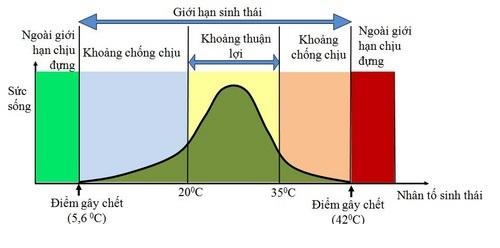 Giới hạn sinh thái
Ngoài giới
hạn chịu
đựng
Khoảng chống chịu
Khoảng thuận
lợi
Khoảng
chống chịu
Ngoài giới
hạn chịu
đựng
Sức
sống
20⁰C
35⁰C
Nhân tố sinh thái
Điểm gây chết
(5,6 ⁰C)
Điểm gây chết
(42⁰C)